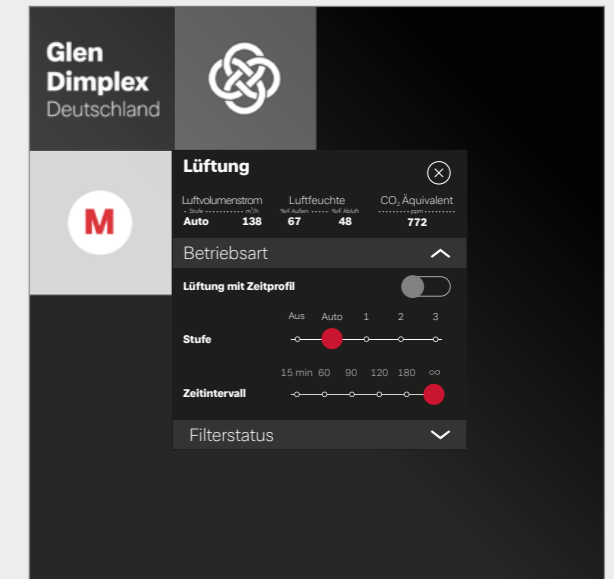 Glen
Dimplex
Deutschland
M
Lüftung
Luftvolumenstrom Luftfeuchte CO₂ Äquivalent
Stufe m³/h %rF Außen %rF Abluft ppm
Auto 138 67 48 772
Betriebsart
Lüftung mit Zeitprofil
Aus Auto 1 2 3
Stufe
15 min 60 90 120 180 ∞
Zeitintervall
Filterstatus